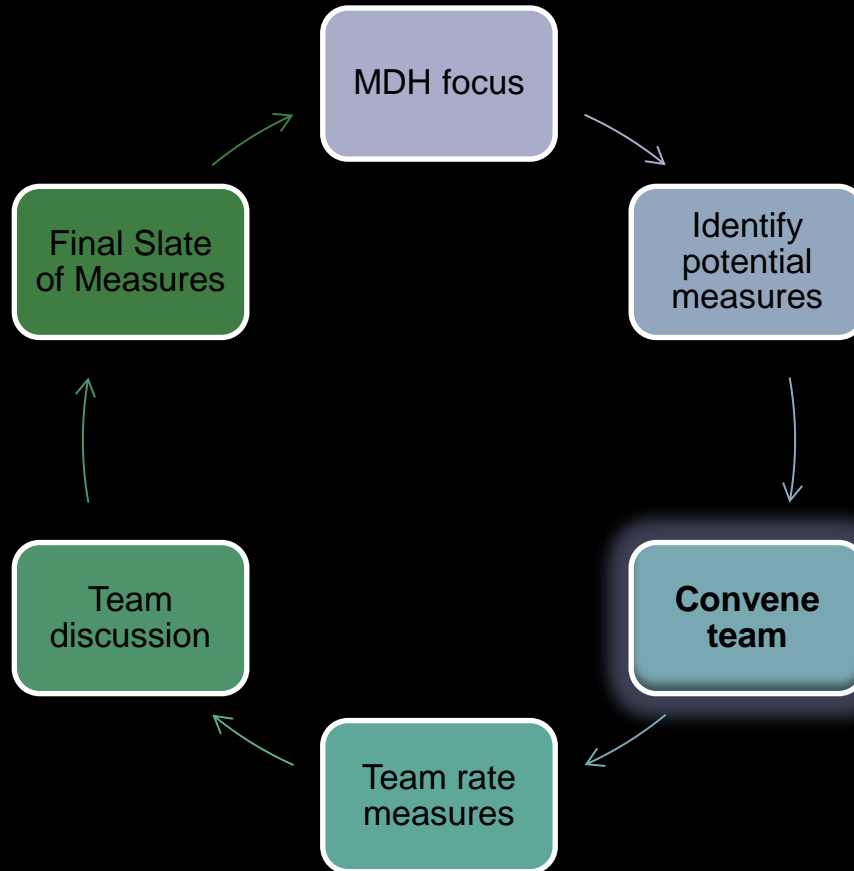 MDH focus
Identify
potential
measures
Convene
team
Team rate
measures
Team
discussion
Final Slate
of Measures